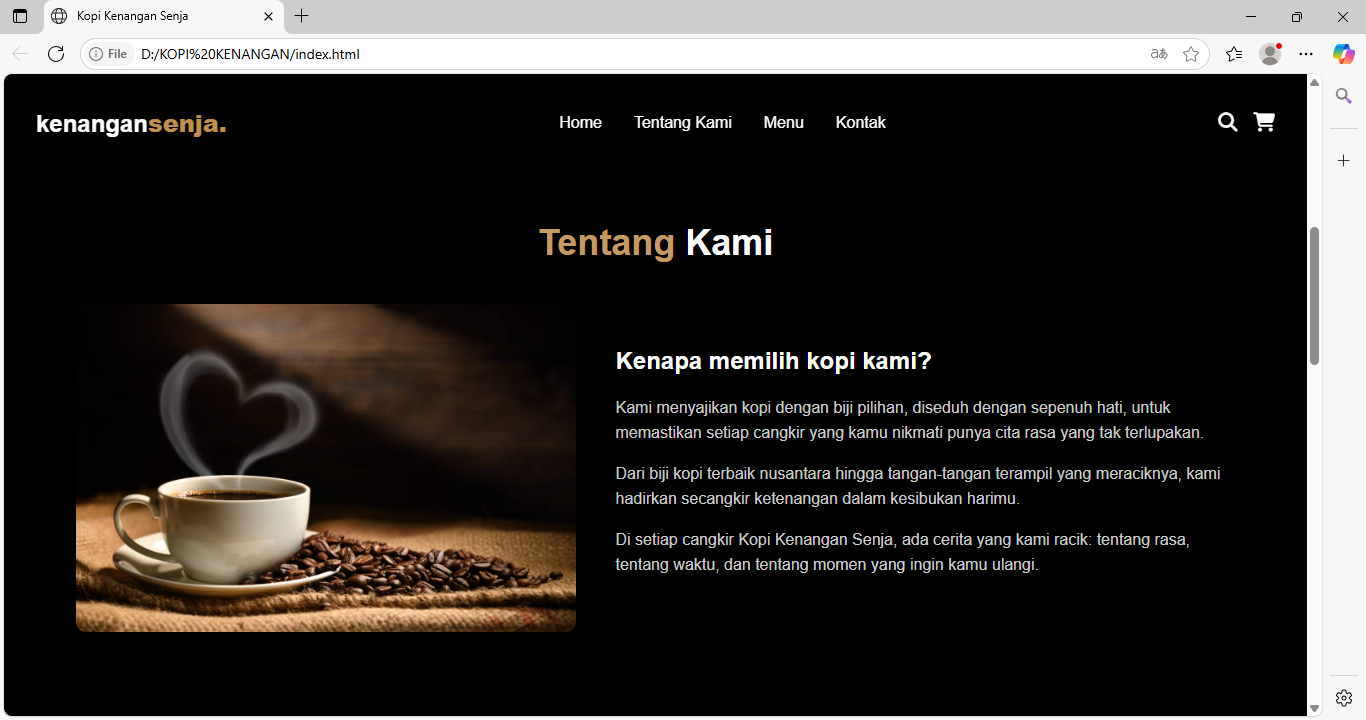 Kopi Kenangan Senja
File
D:/KOPI%20KENANGAN/index.html
aあ
kenangansenja.
Home
Tentang Kami
Menu
Kontak
Tentang Kami
Kenapa memilih kopi kami?
Kami menyajikan kopi dengan biji pilihan, diseduh dengan sepenuh hati, untuk
memastikan setiap cangkir yang kamu nikmati punya cita rasa yang tak terlupakan.
Dari biji kopi terbaik nusantara hingga tangan-tangan terampil yang meraciknya, kami
hadirkan secangkir ketenangan dalam kesibukan harimu.
Di setiap cangkir Kopi Kenangan Senja, ada cerita yang kami racik: tentang rasa,
tentang waktu, dan tentang momen yang ingin kamu ulangi.